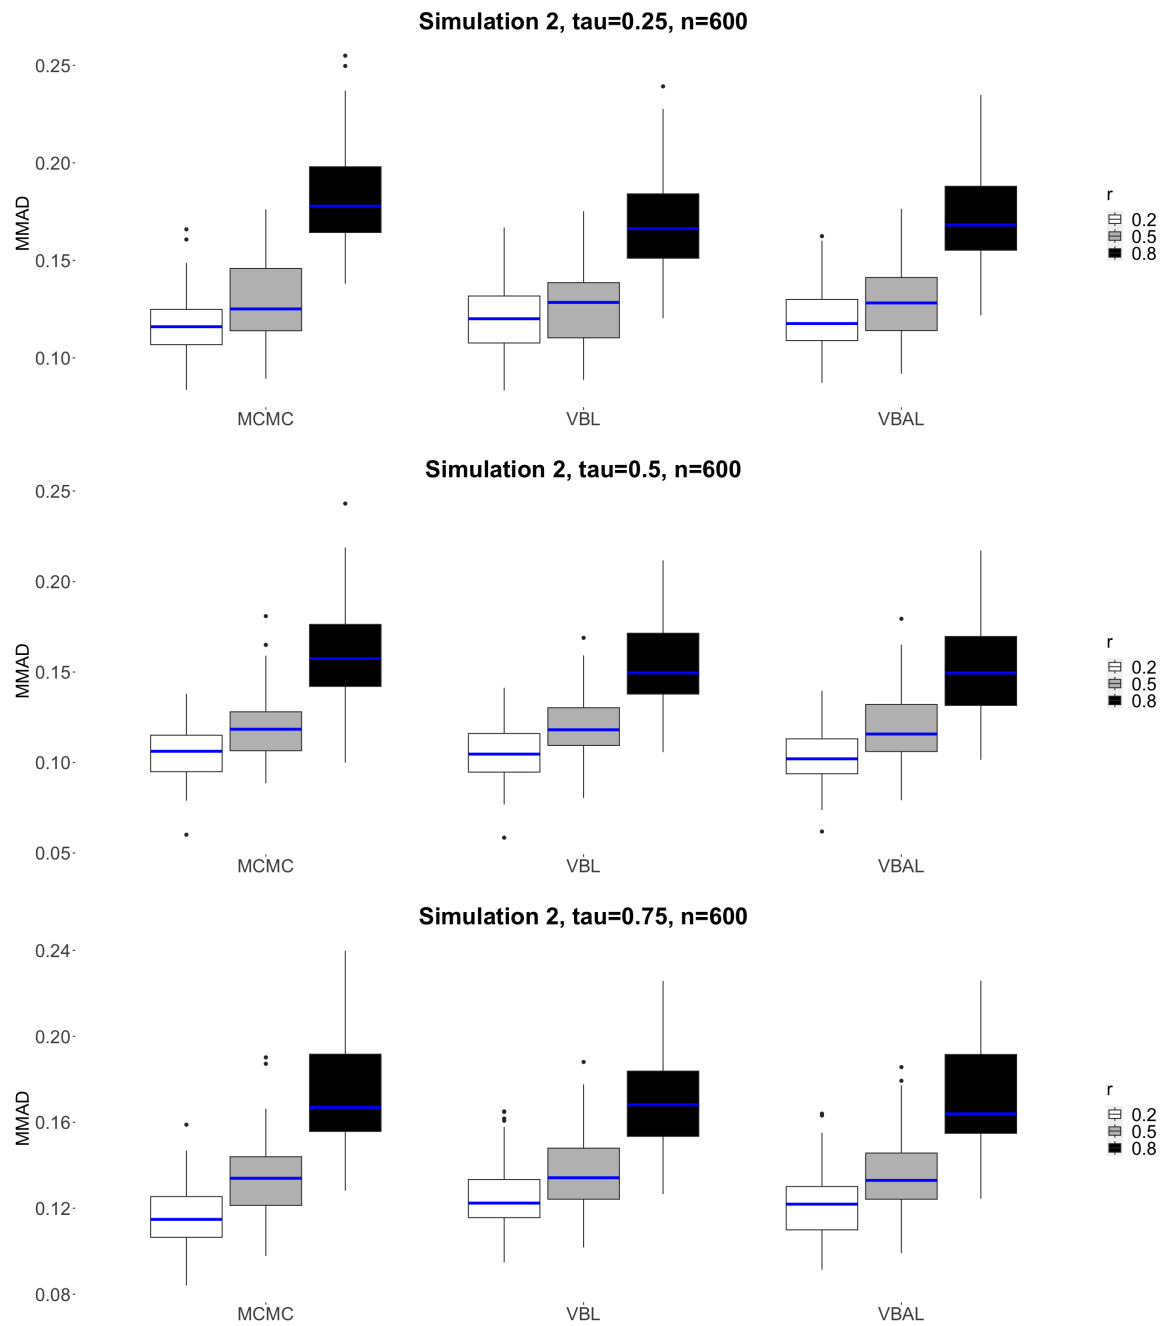 Simulation 2, tau=0.25, n=600
0.25
0.20
0.15
0.10
MMAD
MCMC VBL VBAL
r
0.2
0.5
0.8
Simulation 2, tau=0.5, n=600
0.25
0.20
0.15
0.10
0.05
MMAD
MCMC VBL VBAL
r
0.2
0.5
0.8
Simulation 2, tau=0.75, n=600
0.24
0.20
0.16
0.12
0.08
MMAD
MCMC VBL VBAL
r
0.2
0.5
0.8